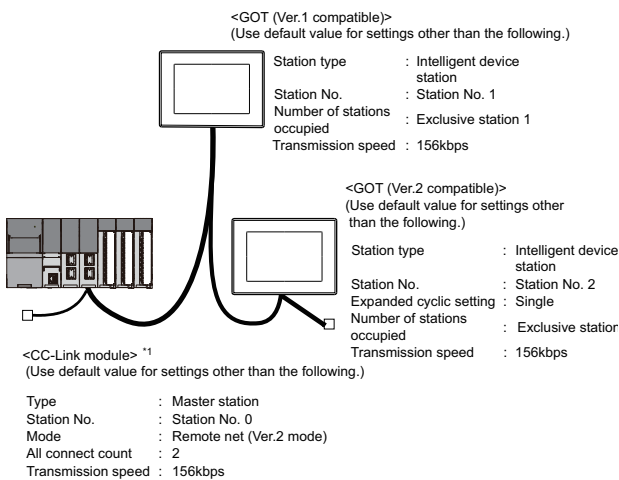 <GOT (Ver.1 compatible)>
(Use default value for settings other than the following.)
Station type : Intelligent device
station
Station No. : Station No. 1
Number of stations
occupied : Exclusive station 1
Transmission speed : 156kbps
<GOT (Ver.2 compatible)>
(Use default value for settings other
than the following.)
Station type : Intelligent device
station
Station No. : Station No. 2
Expanded cyclic setting : Single
Number of stations
occupied : Exclusive station
Transmission speed : 156kbps
<CC-Link module> *1
(Use default value for settings other than the following.)
Type : Master station
Station No. : Station No. 0
Mode : Remote net (Ver.2 mode)
All connect count : 2
Transmission speed : 156kbps